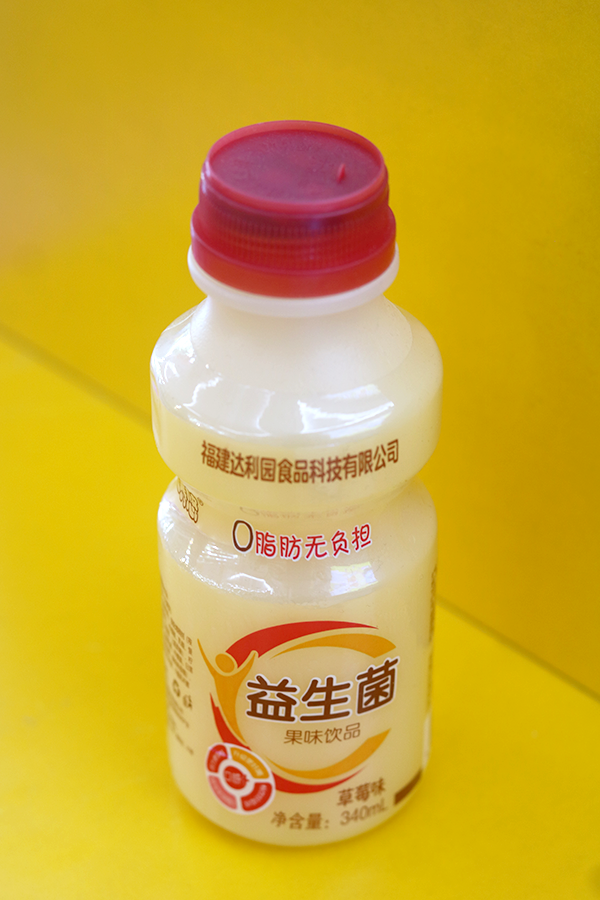 福建达利园食品科技有限公司
0脂肪无负担
益生菌
果味饮品
草莓味
净含量：340mL